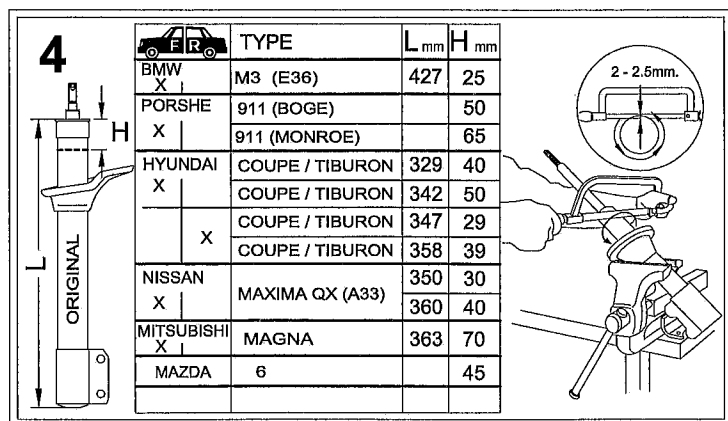 4
H
L
ORIGINAL
F R TYPE L mm H mm
BMW X M3 (E36) 427 25
PORSHE 911 (BOGE) 50
X 911 (MONROE) 65
HYUNDAI COUPE / TIBURON 329 40
X COUPE / TIBURON 342 50
COUPE / TIBURON 347 29
X COUPE / TIBURON 358 39
NISSAN 350 30
X MAXIMA QX (A33) 360 40
MITSUBISHI X MAGNA 363 70
MAZDA 6 45
2 - 2.5mm.